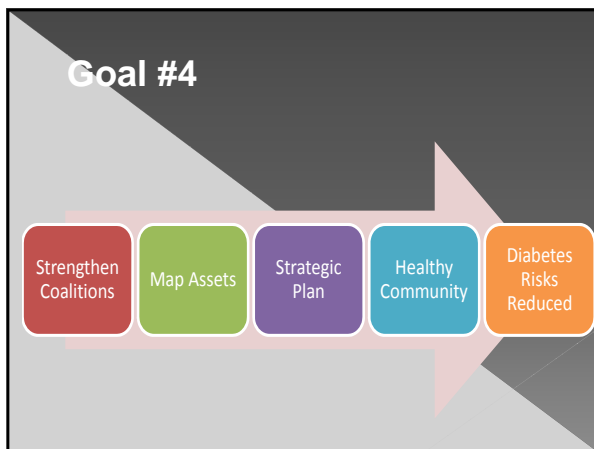 Goal #4
Strengthen
Coalitions
Map Assets
Strategic
Plan
Healthy
Community
Diabetes
Risks
Reduced